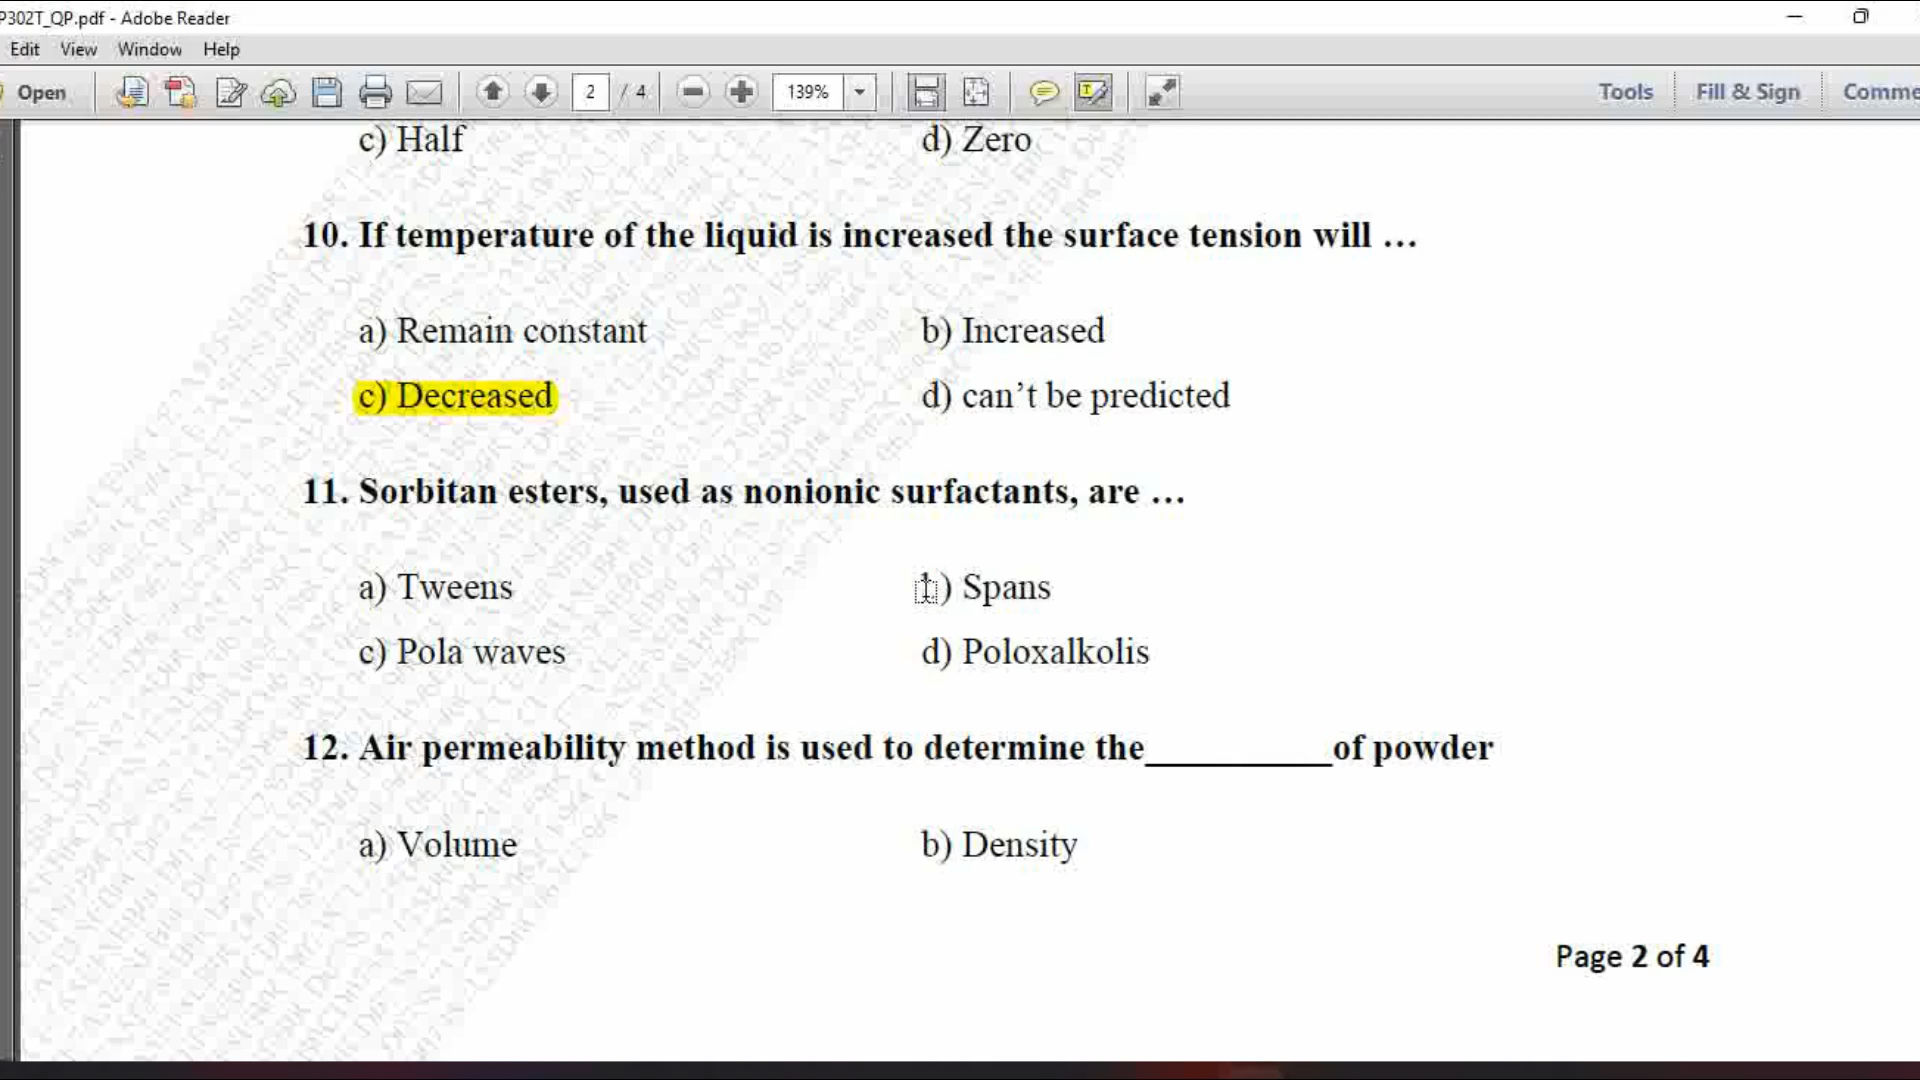 P302T_QP.pdf - Adobe Reader
Edit View Window Help
Open 2 / 4 139% Tools Fill & Sign Comme
c) Half d) Zero
10. If temperature of the liquid is increased the surface tension will …
a) Remain constant b) Increased
c) Decreased d) can’t be predicted
11. Sorbitan esters, used as nonionic surfactants, are …
a) Tweens b) Spans
c) Pola waves d) Poloxalkolis
12. Air permeability method is used to determine the__________of powder
a) Volume b) Density
Page 2 of 4